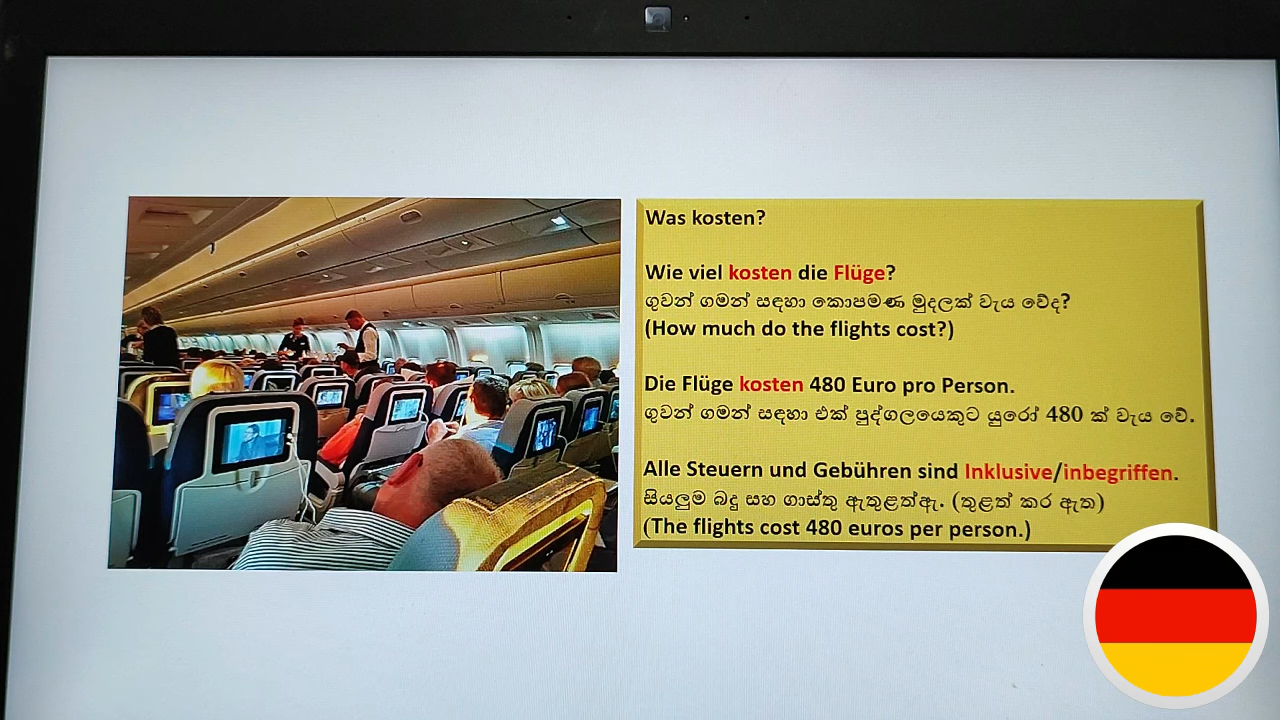 Was kosten?
Wie viel kosten die Flüge?
ගුවන් ගමන් සඳහා කොපමණ මුදලක් වැය වේද?
(How much do the flights cost?)
Die Flüge kosten 480 Euro pro Person.
ගුවන් ගමන් සඳහා එක් පුද්ගලයෙකුට යුරෝ 480 ක් වැය වේ.
Alle Steuern und Gebühren sind Inklusive/inbegriffen.
සියලුම බදු සහ ගාස්තු ඇතුළත්ඇ. (තුළත් කර ඇත)
(The flights cost 480 euros per person.)